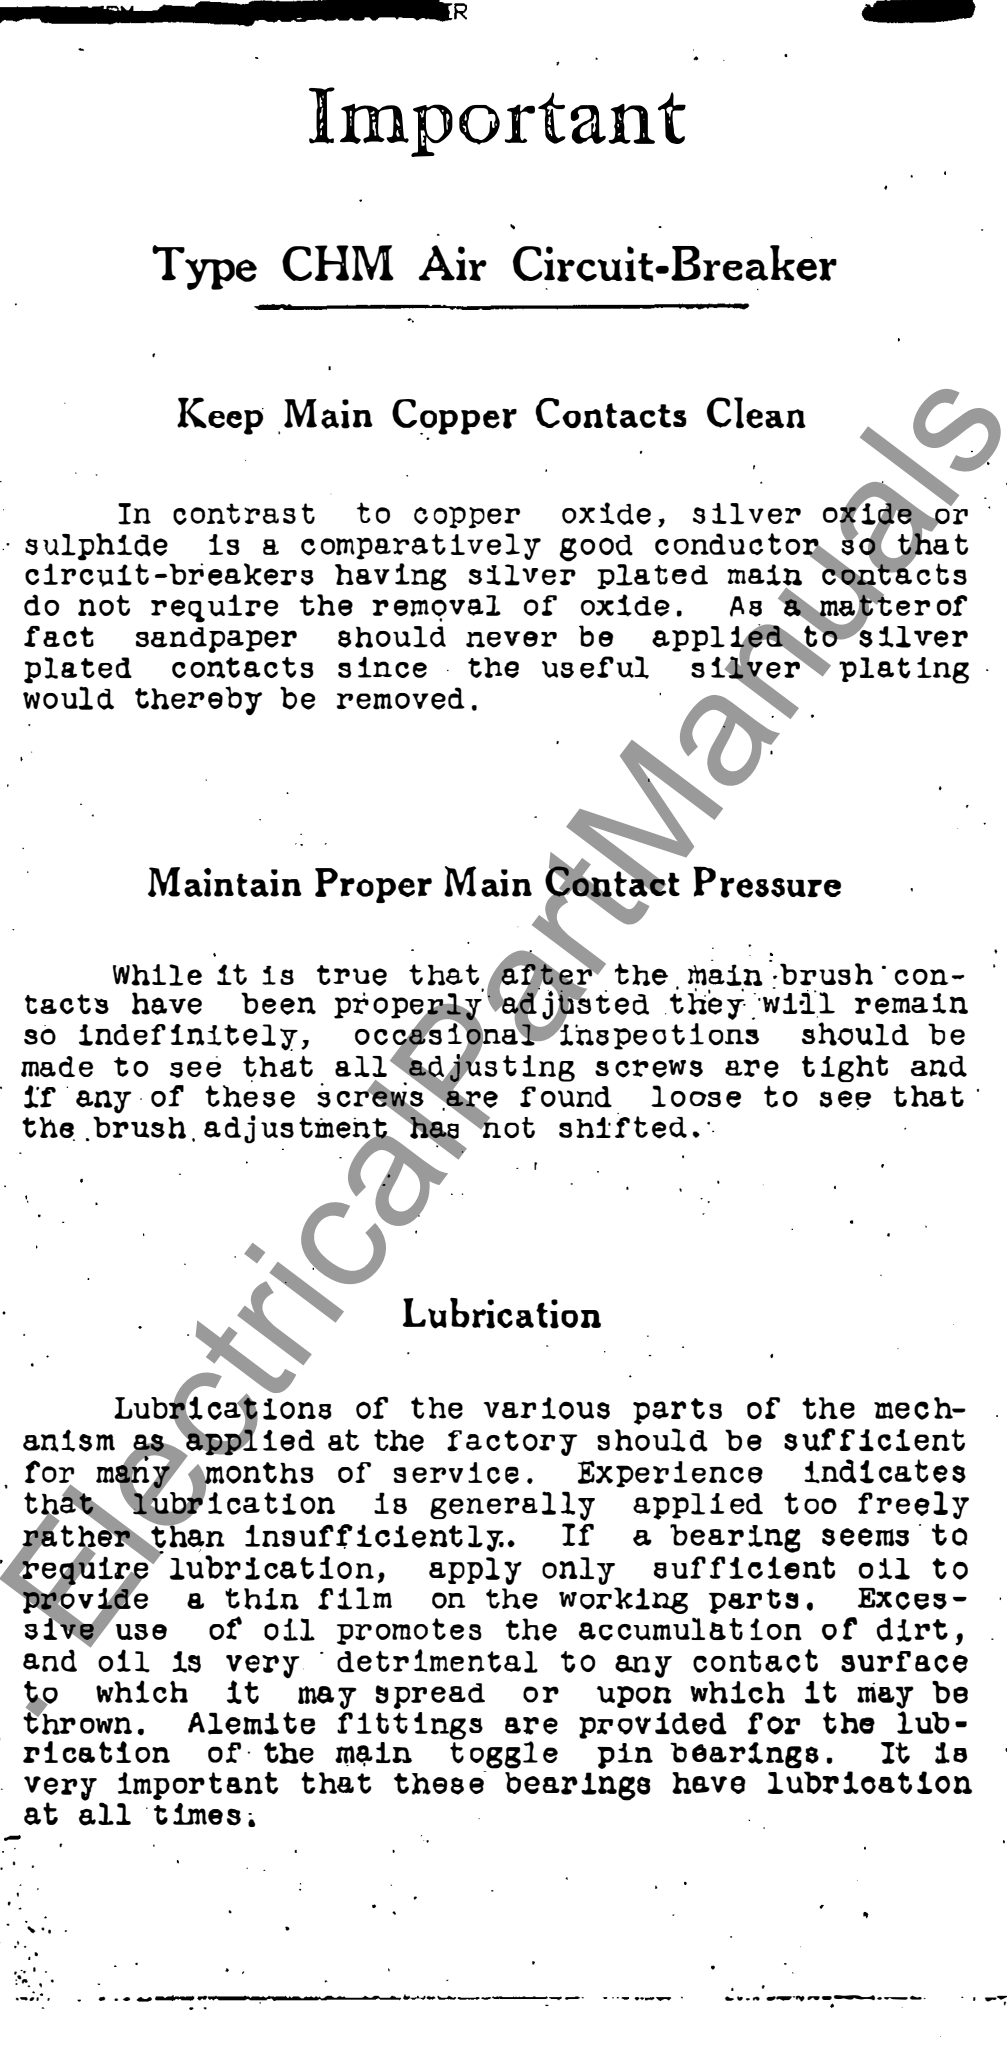 Important
Type CHM Air Circuit-Breaker
Keep Main Copper Contacts Clean
In contrast to copper oxide, silver oxide or
sulphide is a comparatively good conductor so that
circuit-breakers having silver plated main contacts
do not require the removal of oxide. As a matterof
fact sandpaper should never be applied to silver
plated contacts since the useful silver plating
would thereby be removed.
Maintain Proper Main Contact Pressure
While it is true that after the main brush con-
tacts have been properly adjusted they will remain
so indefinitely, occasional inspections should be
made to see that all adjusting screws are tight and
if any of these screws are found loose to see that
the brush adjustment has not shifted.
Lubrication
Lubrications of the various parts of the mech-
anism as applied at the factory should be sufficient
for many months of service. Experience indicates
that lubrication is generally applied too freely
rather than insufficiently. If a bearing seems to
require lubrication, apply only sufficient oil to
provide a thin film on the working parts. Exces-
sive use of oil promotes the accumulation of dirt,
and oil is very detrimental to any contact surface
to which it may spread or upon which it may be
thrown. Alemite fittings are provided for the lub-
rication of the main toggle pin bearings. It is
very important that these bearings have lubrication
at all times.
.ElectricalPartManuals